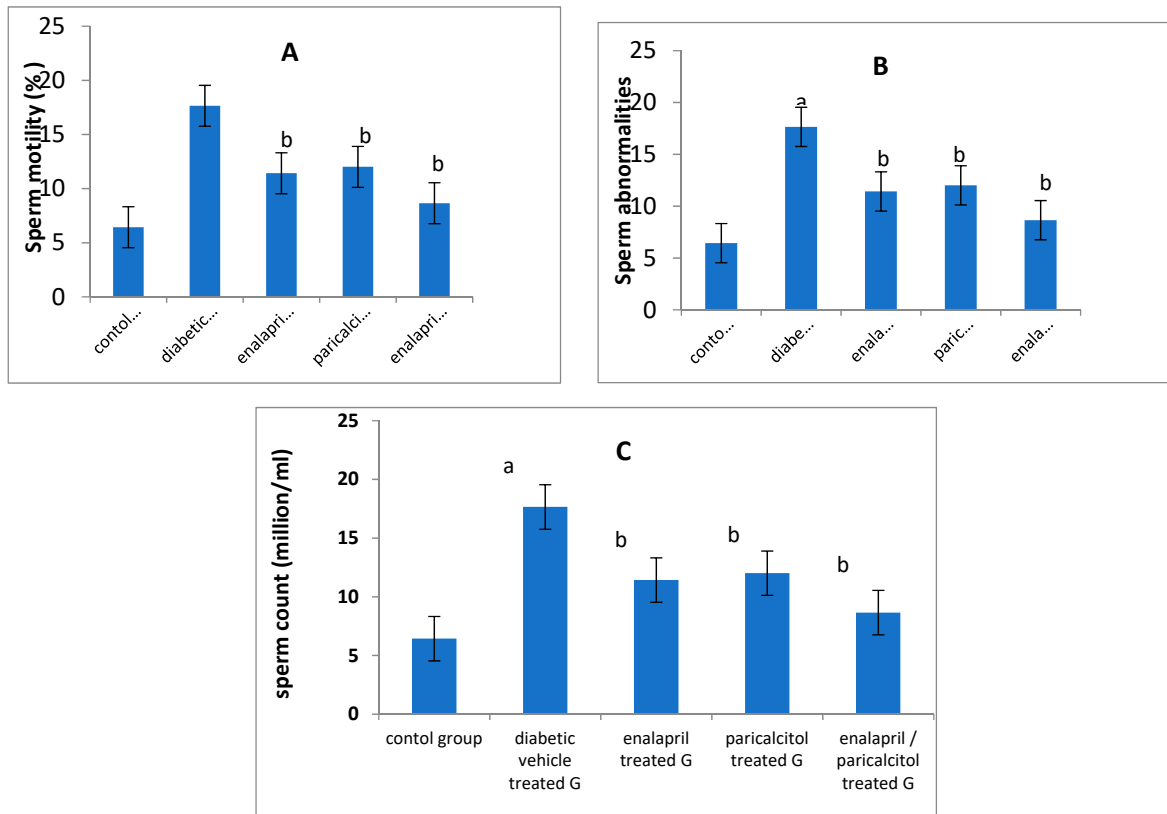 A
Sperm motility (%)
25
20
15
10
5
0
b
b
b
contol...
diabetic...
enalapri...
paricalci...
enalapri...
B
Sperm abnormalities
25
20
15
10
5
0
a
b
b
b
conto...
diabe...
enala...
paric...
enala...
C
sperm count (million/ml)
25
20
15
10
5
0
a
b
b
b
contol group
diabetic
vehicle
treated G
enalapril
treated G
paricalcitol
treated G
enalapril /
paricalcitol
treated G